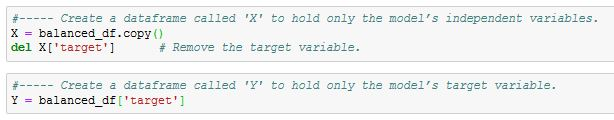 #----- Create a dataframe called 'X' to hold only the model’s independent variables.
X = balanced_df.copy()
del X['target']      # Remove the target variable.
#----- Create a dataframe called 'Y' to hold only the model’s target variable.
Y = balanced_df['target']